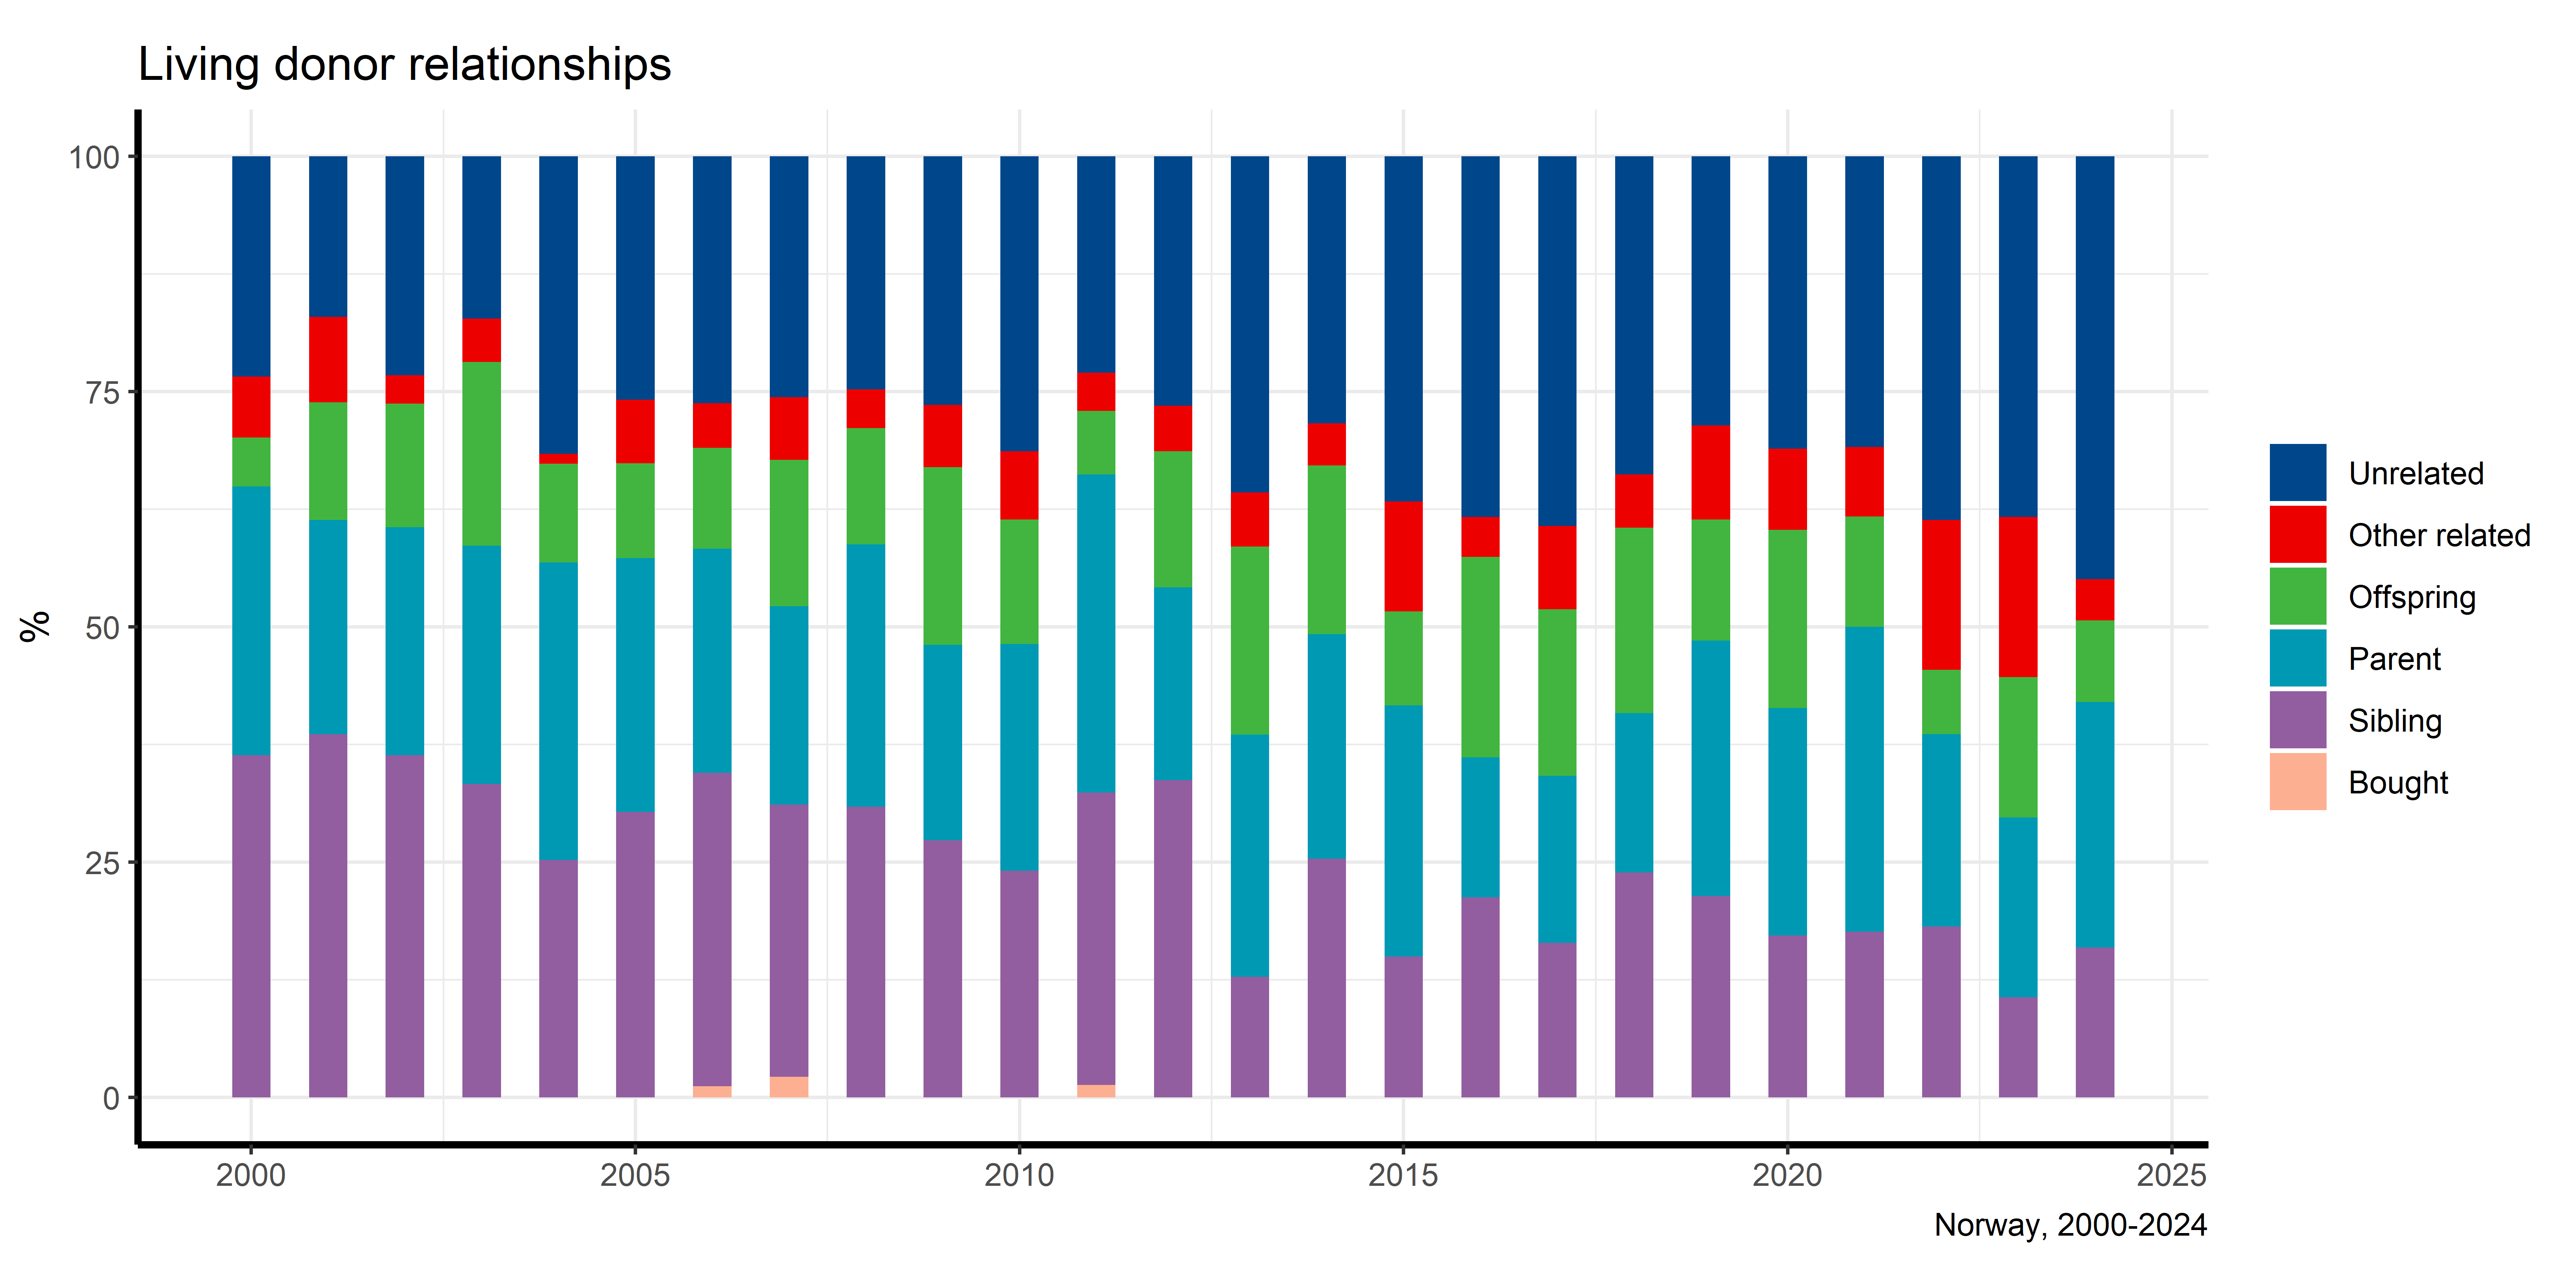 Living donor relationships
%
100
75
50
25
0
2000
2005
2010
2015
2020
2025
Unrelated
Other related
Offspring
Parent
Sibling
Bought
Norway, 2000-2024